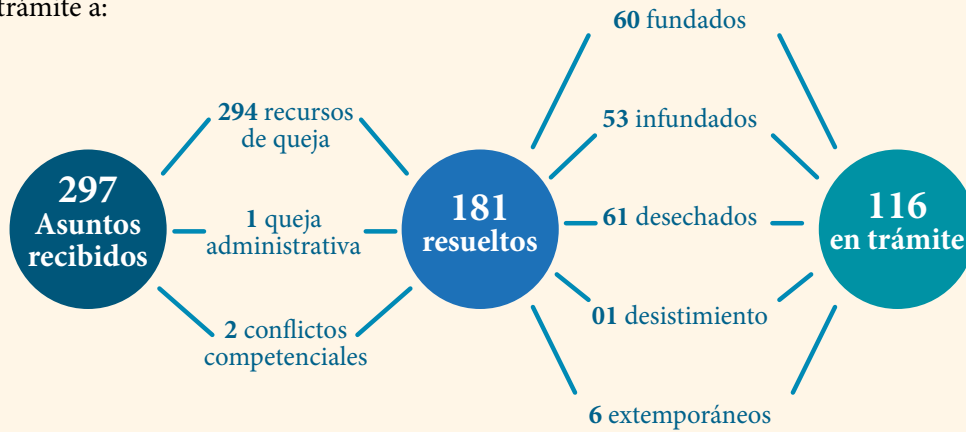 trámite a:
294 recursos
de queja
297
Asuntos
recibidos
1 queja
administrativa
2 conflictos
competenciales
181
resueltos
60 fundados
53 infundados
61 desechados
01 desistimiento
6 extemporáneos
116
en trámite